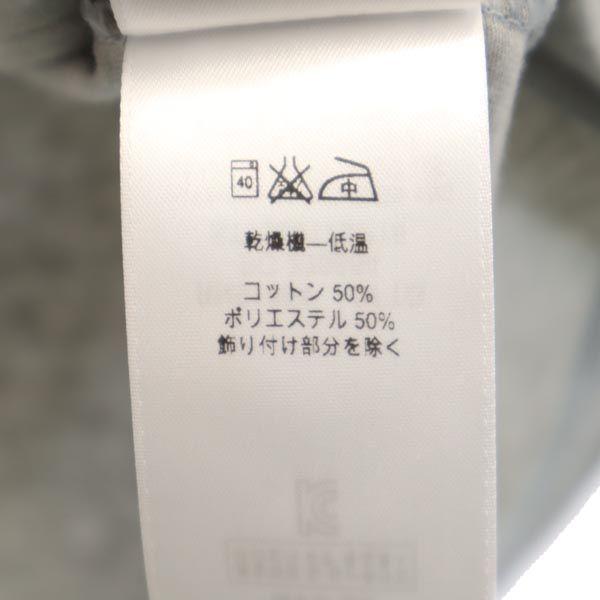 40 中
乾燥機—低温
コットン 50%
ポリエステル 50%
飾り付け部分を除く